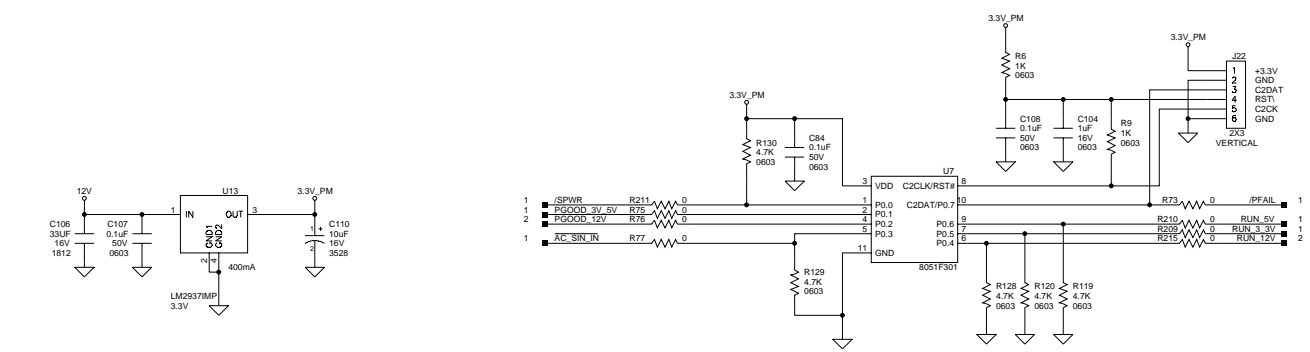 12V
C106
33UF
16V
1812
C107
0.1uF
50V
0603
U13
1
IN
OUT
3
GND1
GND2
2
4
400mA
LM2937IMP
3.3V
3.3V_PM
1
+
2
C110
10uF
16V
3528
3.3V_PM
R130
4.7K
0603
C84
0.1uF
50V
0603
3.3V_PM
R6
1K
0603
C108
0.1uF
50V
0603
C104
1uF
16V
0603
R9
1K
0603
3.3V_PM
J22
1 +3.3V
2 GND
3 C2DAT
4 RST\
5 C2CK
6 GND
2X3
VERTICAL
U7
3 VDD C2CLK/RST# 8
1 /SPWR R211 0 1 P0.0 C2DAT/P0.7 10 R73 0 /PFAIL 1
1 PGOOD_3V_5V R75 0 2 P0.1
2 PGOOD_12V R76 0 4 P0.2 P0.6 9 R210 0 RUN_5V 1
1 AC_SIN_IN R77 0 5 P0.3 P0.5 7 R209 0 RUN_3_3V 1
P0.4 6 R215 0 RUN_12V 2
11 GND
8051F301
R129
4.7K
0603
R128
4.7K
0603
R120
4.7K
0603
R119
4.7K
0603